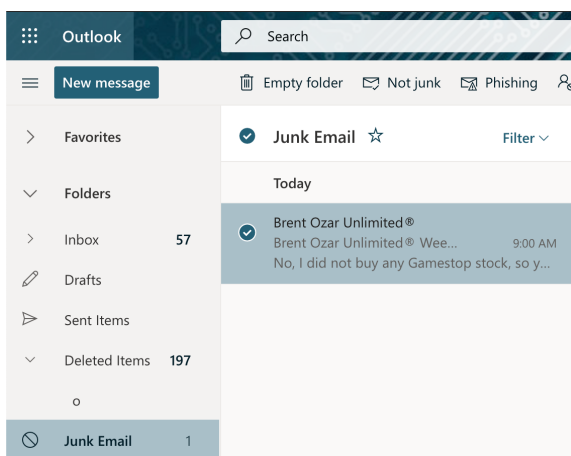 Outlook
Search
New message
Empty folder Not junk Phishing
Favorites
Folders
Inbox 57
Drafts
Sent Items
Deleted Items 197
o
Junk Email 1
Junk Email
Filter
Today
Brent Ozar Unlimited®
Brent Ozar Unlimited® Wee... 9:00 AM
No, I did not buy any Gamestop stock, so y...